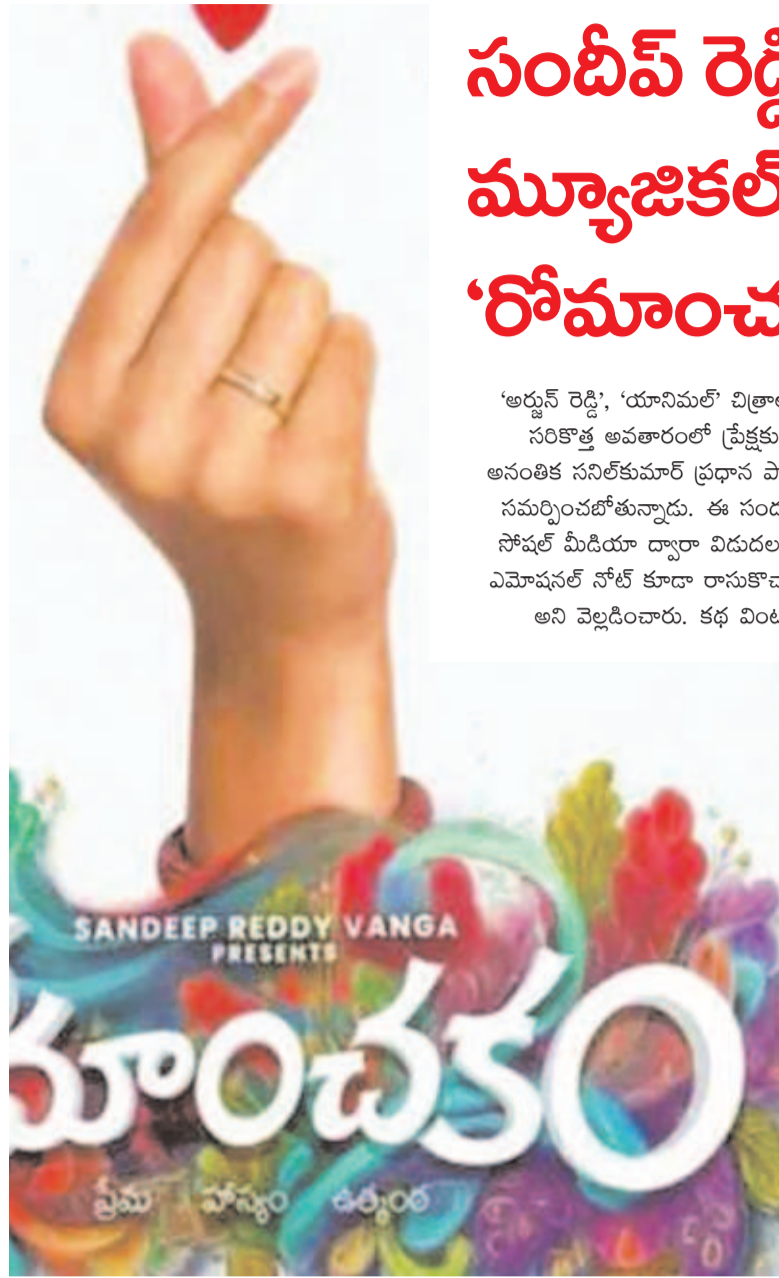 సందీప్ రెడ్డి
మ్యూజికల్
‘రోమాంచ
‘అర్జున్ రెడ్డి’, ‘యానిమల్’ చిత్రాల
సరికొత్త అవతారంలో ప్రేక్షకు
అనంతిక సనిల్‌కుమార్ ప్రధాన పా
సమర్పించబోతున్నాడు. ఈ సంద
సోషల్ మీడియా ద్వారా విడుదల
ఎమోషనల్ నోట్ కూడా రాసుకొచ
అని వెల్లడించారు. కథ వింట
SANDEEP REDDY VANGA
PRESENTS
మాంచకం
ప్రేమ హాస్యం ఉత్కంఠ